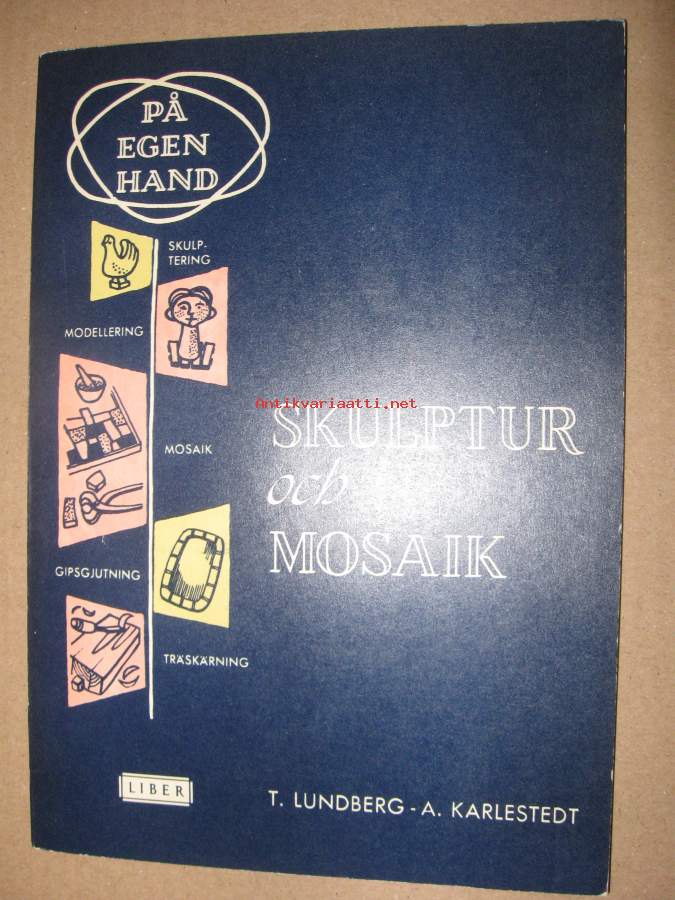 PÅ
EGEN
HAND
SKULP-
TERING
MODELLERING
Antikvariaatti.net
SKULPTUR
och
MOSAIK
MOSAIK
GIPSGJUTNING
TRÄSKÄRNING
LIBER
T. LUNDBERG - A. KARLESTEDT